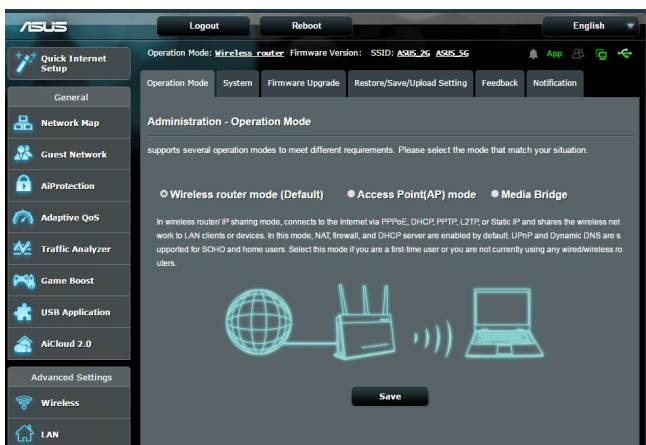 ASUS
Logout
Reboot
English
Quick Internet
Setup
General
Network Map
Guest Network
AiProtection
Adaptive QoS
Traffic Analyzer
Game Boost
USB Application
AiCloud 2.0
Advanced Settings
Wireless
LAN
Operation Mode: Wireless router Firmware Version: SSID: ASUS_2G ASUS_5G
App
Operation Mode
System
Firmware Upgrade
Restore/Save/Upload Setting
Feedback
Notification
Administration - Operation Mode
supports several operation modes to meet different requirements. Please select the mode that match your situation.
Wireless router mode (Default)
Access Point(AP) mode
Media Bridge
In wireless router/ IP sharing mode, connects to the Internet via PPPoE, DHCP, PPTP, L2TP, or Static IP and shares the wireless net
work to LAN clients or devices. In this mode, NAT, firewall, and DHCP server are enabled by default. UPnP and Dynamic DNS are s
upported for SOHO and home users. Select this mode if you are a first-time user or you are not currently using any wired/wireless ro
uters.
Save